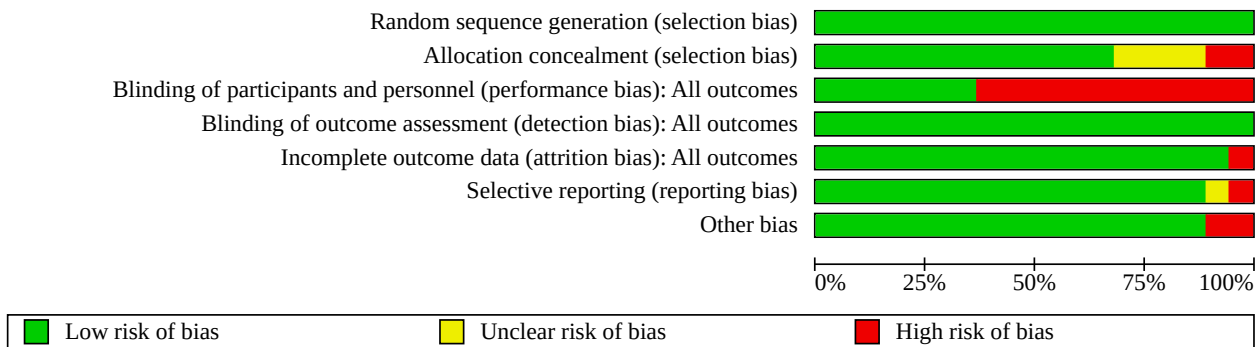 Random sequence generation (selection bias)
Allocation concealment (selection bias)
Blinding of participants and personnel (performance bias): All outcomes
Blinding of outcome assessment (detection bias): All outcomes
Incomplete outcome data (attrition bias): All outcomes
Selective reporting (reporting bias)
Other bias
0% 25% 50% 75% 100%
Low risk of bias Unclear risk of bias High risk of bias